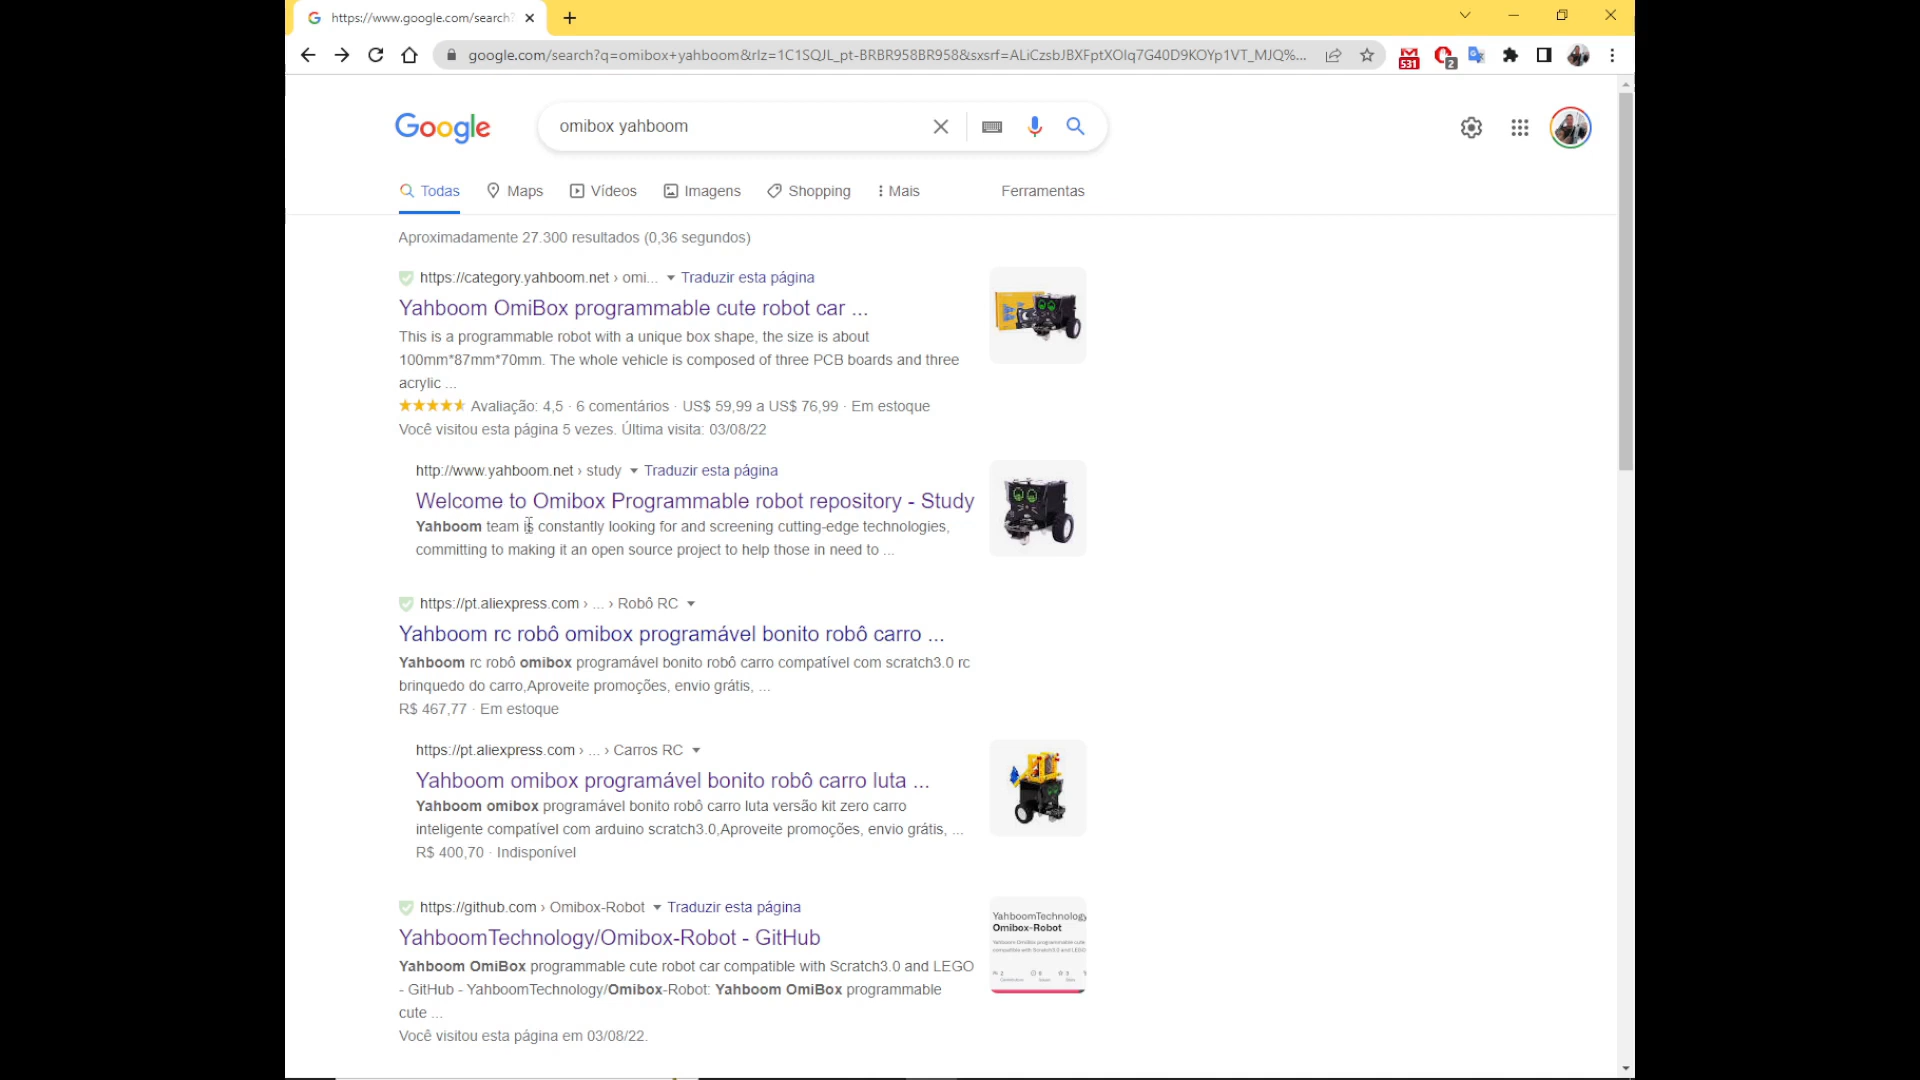 https://www.google.com/search?
google.com/search?q=omibox+yahboom&rlz=1C1SQJL_pt-BRBR958BR958&sxsrf=ALiCzsbJBXFptXOlq7G40D9KOYp1VT_MJQ%...
531
2
Google
omibox yahboom
Todas
Maps
Vídeos
Imagens
Shopping
Mais
Ferramentas
Aproximadamente 27.300 resultados (0,36 segundos)
https://category.yahboom.net › omi... Traduzir esta página
Yahboom OmiBox programmable cute robot car ...
This is a programmable robot with a unique box shape, the size is about
100mm*87mm*70mm. The whole vehicle is composed of three PCB boards and three
acrylic ...
Avaliação: 4,5 · 6 comentários · US$ 59,99 a US$ 76,99 · Em estoque
Você visitou esta página 5 vezes. Última visita: 03/08/22
http://www.yahboom.net › study Traduzir esta página
Welcome to Omibox Programmable robot repository - Study
Yahboom team is constantly looking for and screening cutting-edge technologies,
committing to making it an open source project to help those in need to ...
https://pt.aliexpress.com › ... › Robô RC
Yahboom rc robô omibox programável bonito robô carro ...
Yahboom rc robô omibox programável bonito robô carro compatível com scratch3.0 rc
brinquedo do carro,Aproveite promoções, envio grátis, ...
R$ 467,77 · Em estoque
https://pt.aliexpress.com › ... › Carros RC
Yahboom omibox programável bonito robô carro luta ...
Yahboom omibox programável bonito robô carro luta versão kit zero carro
inteligente compatível com arduino scratch3.0,Aproveite promoções, envio grátis, ...
R$ 400,70 · Indisponível
https://github.com › Omibox-Robot Traduzir esta página
YahboomTechnology/Omibox-Robot - GitHub
Yahboom OmiBox programmable cute robot car compatible with Scratch3.0 and LEGO
- GitHub - YahboomTechnology/Omibox-Robot: Yahboom OmiBox programmable
cute ...
Você visitou esta página em 03/08/22.
YahboomTechnology
Omibox-Robot